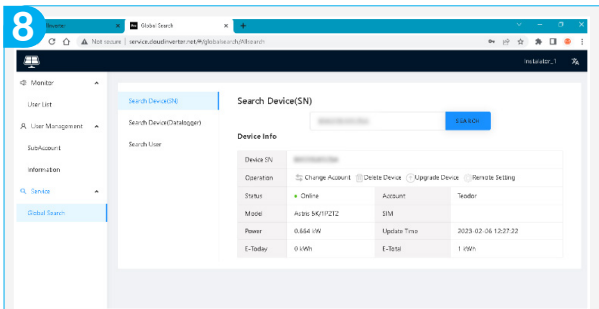 8
Inverter
Global Search
Not secure | service.cloudinverter.net/#/globalsearch/Allsearch
Instalator_1
Monitor
User List
User Management
SubAccount
Information
Service
Global Search
Search Device(SN)
Search Device(Datalogger)
Search User
Search Device(SN)
SEARCH
Device Info
Device SN
Operation Change Account Delete Device Upgrade Device Remote Setting
Status Online Account Teodor
Model Astro 5K/1P2T2 SIM
Power 0.664 kW Update Time 2023-02-06 12:27:22
E-Today 0 kWh E-Total 1 kWh